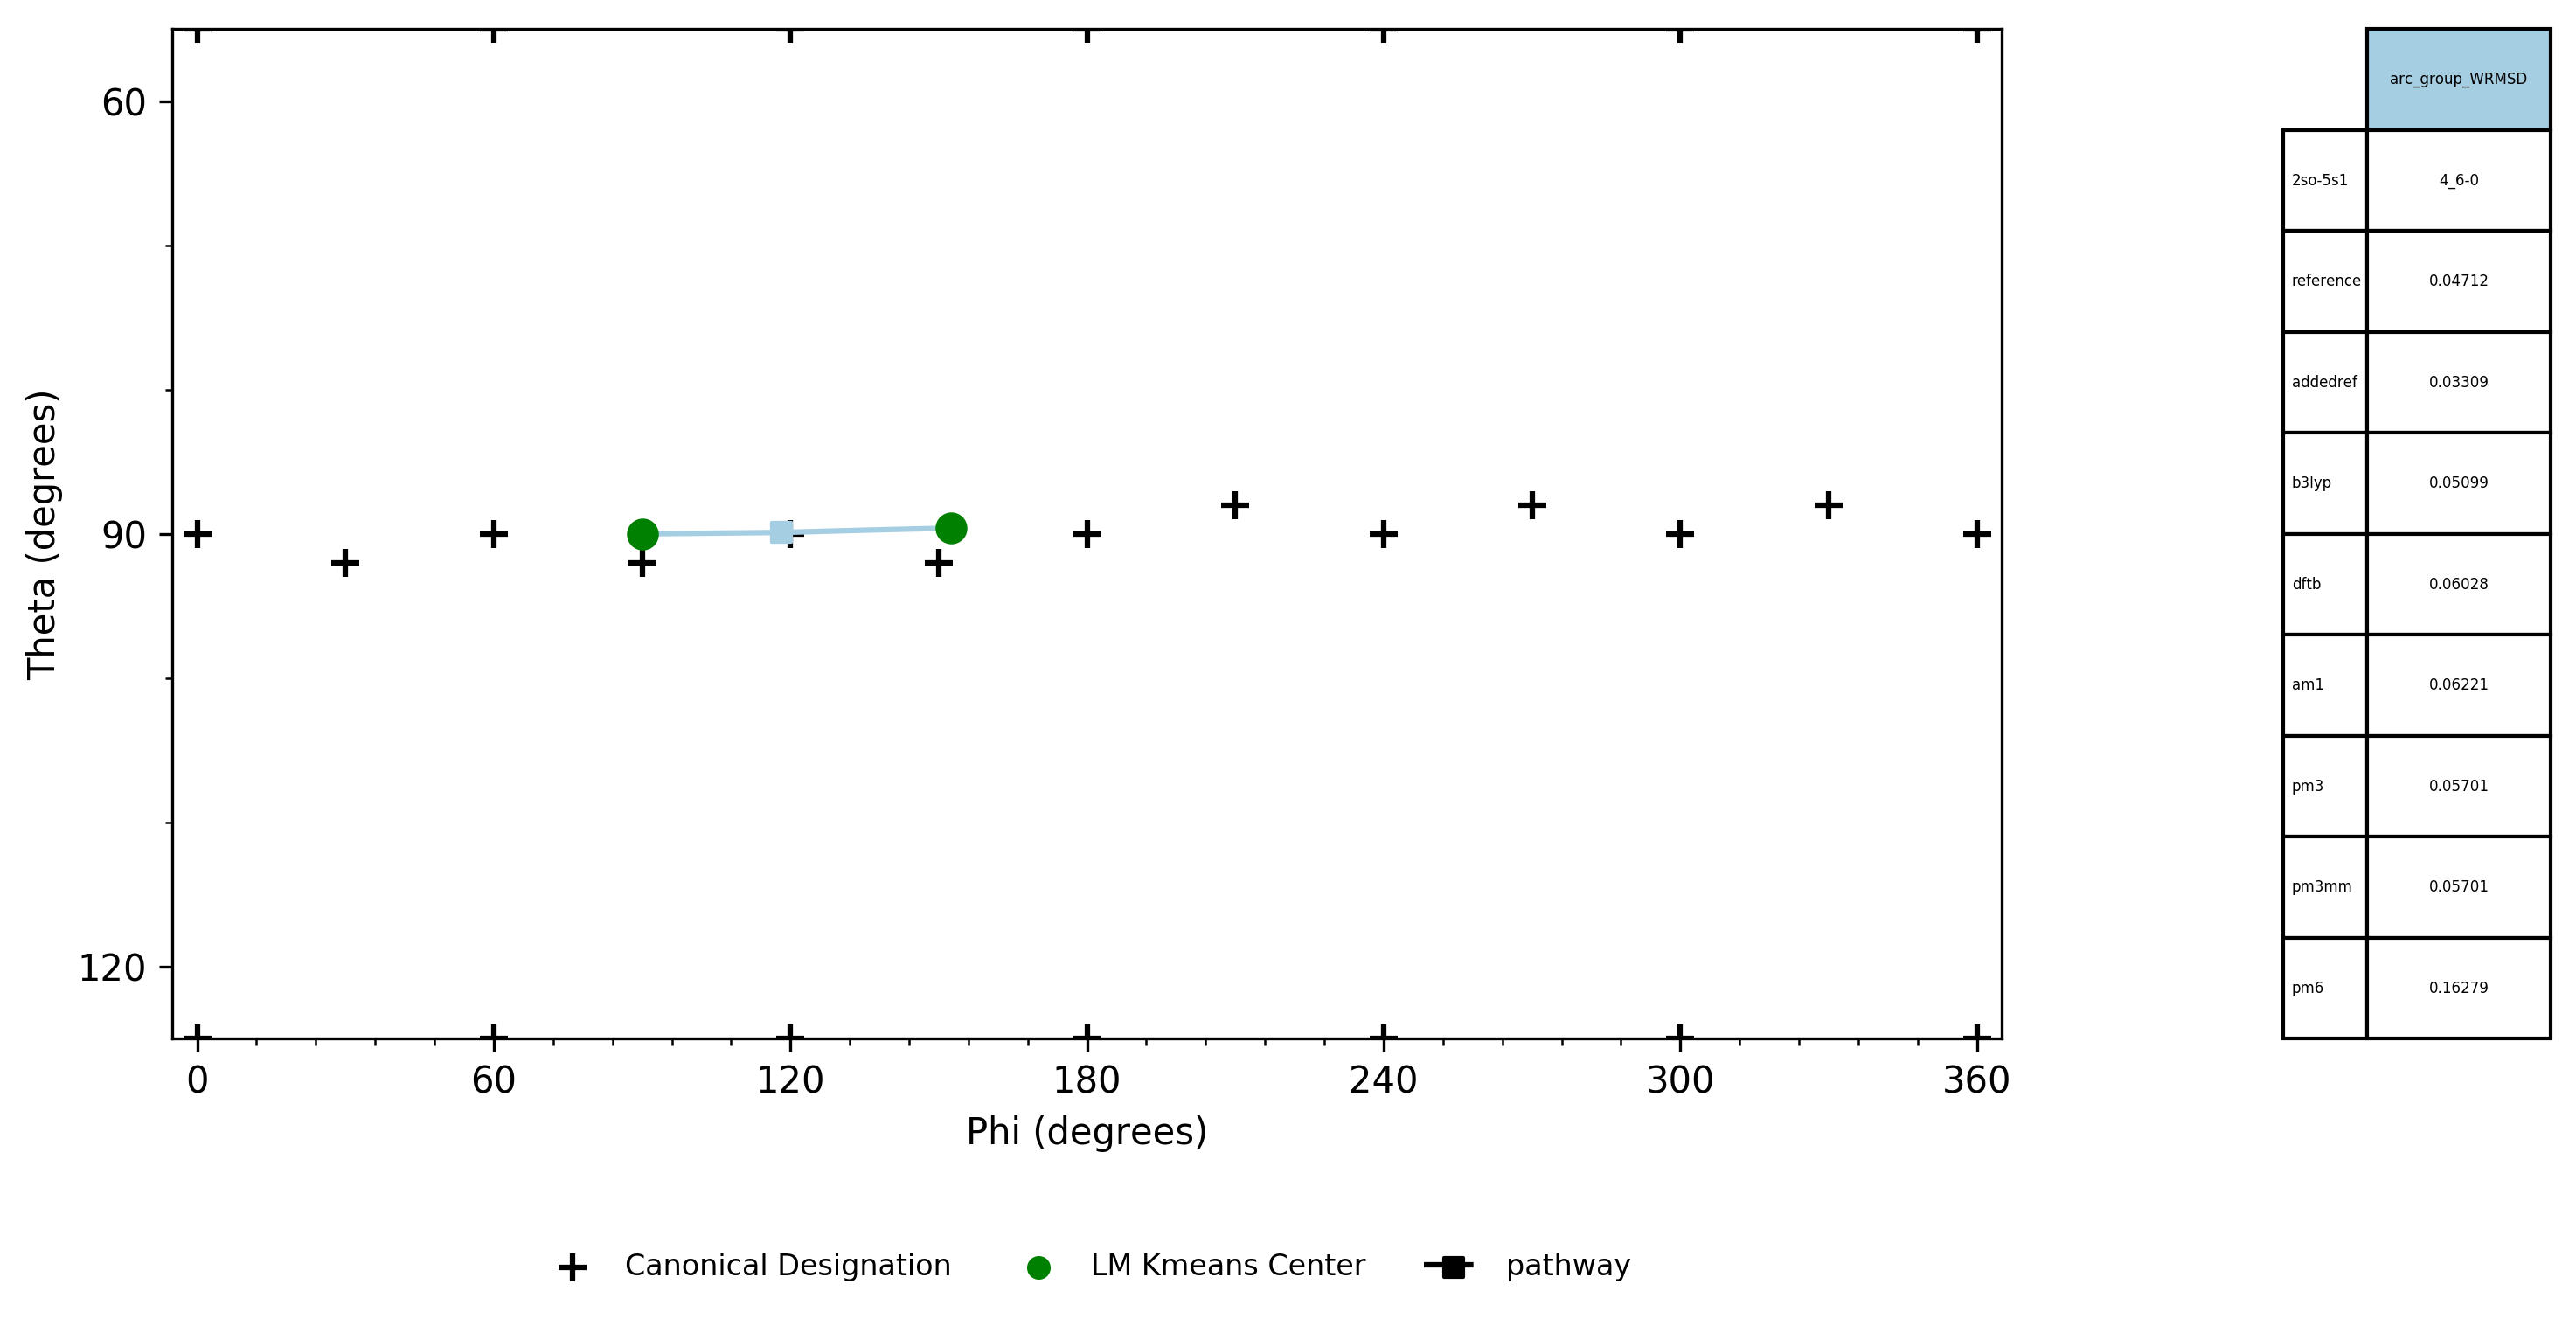 60
90
120
Theta (degrees)
0 60 120 180 240 300 360
Phi (degrees)
Canonical Designation LM Kmeans Center pathway
arc_group_WRMSD
2so-5s1 4_6-0
reference 0.04712
addedref 0.03309
b3lyp 0.05099
dftb 0.06028
am1 0.06221
pm3 0.05701
pm3mm 0.05701
pm6 0.16279